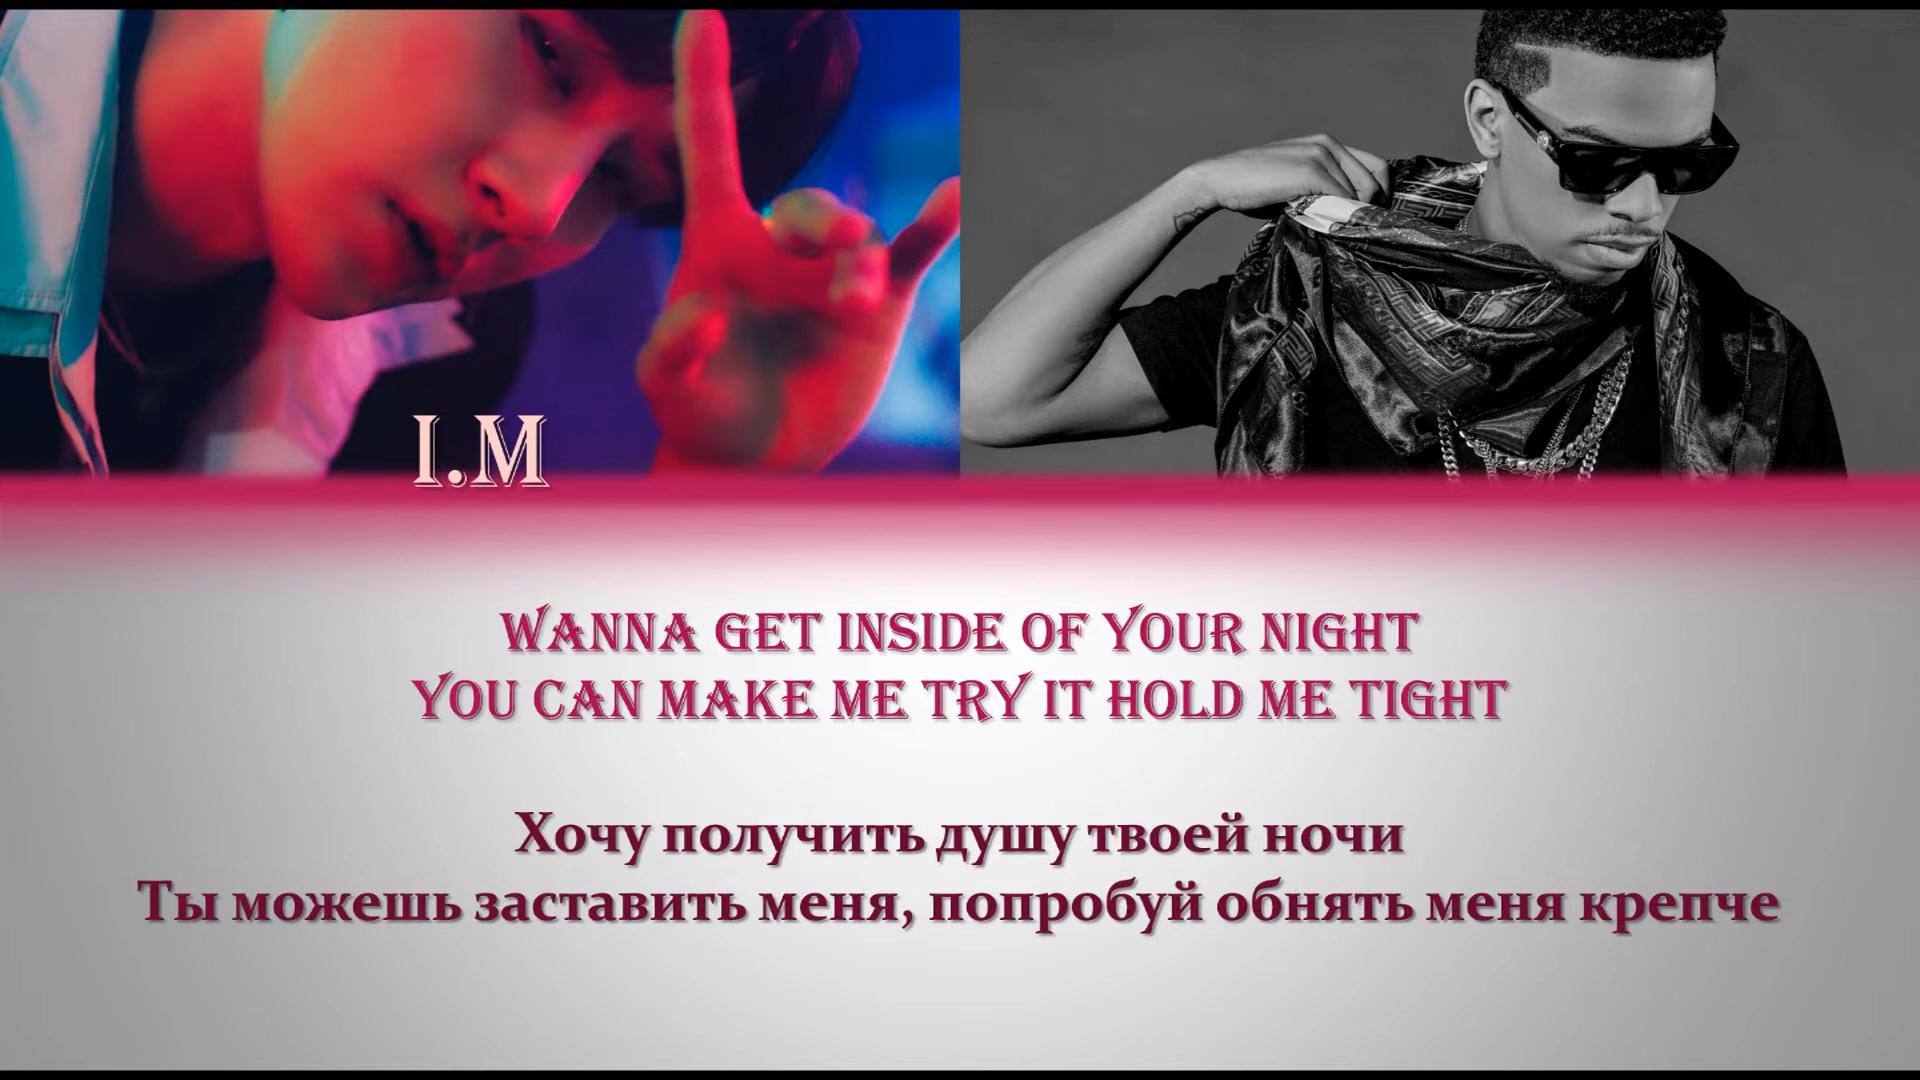 I.M
WANNA GET INSIDE OF YOUR NIGHT
YOU CAN MAKE ME TRY IT HOLD ME TIGHT
Хочу получить душу твоей ночи
Ты можешь заставить меня, попробуй обнять меня крепче